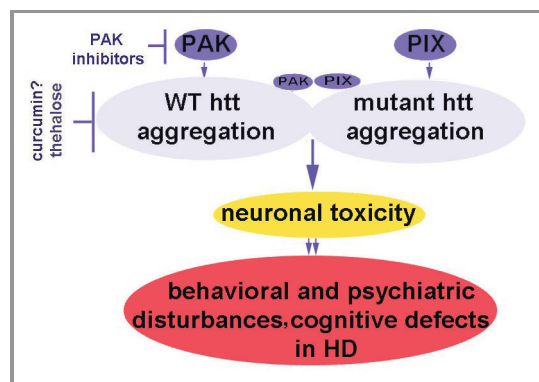 PAK
inhibitors
PAK
PIX
curcumin?
thehalose
WT htt
aggregation
PAK PIX
mutant htt
aggregation
neuronal toxicity
behavioral and psychiatric
disturbances,cognitive defects
in HD